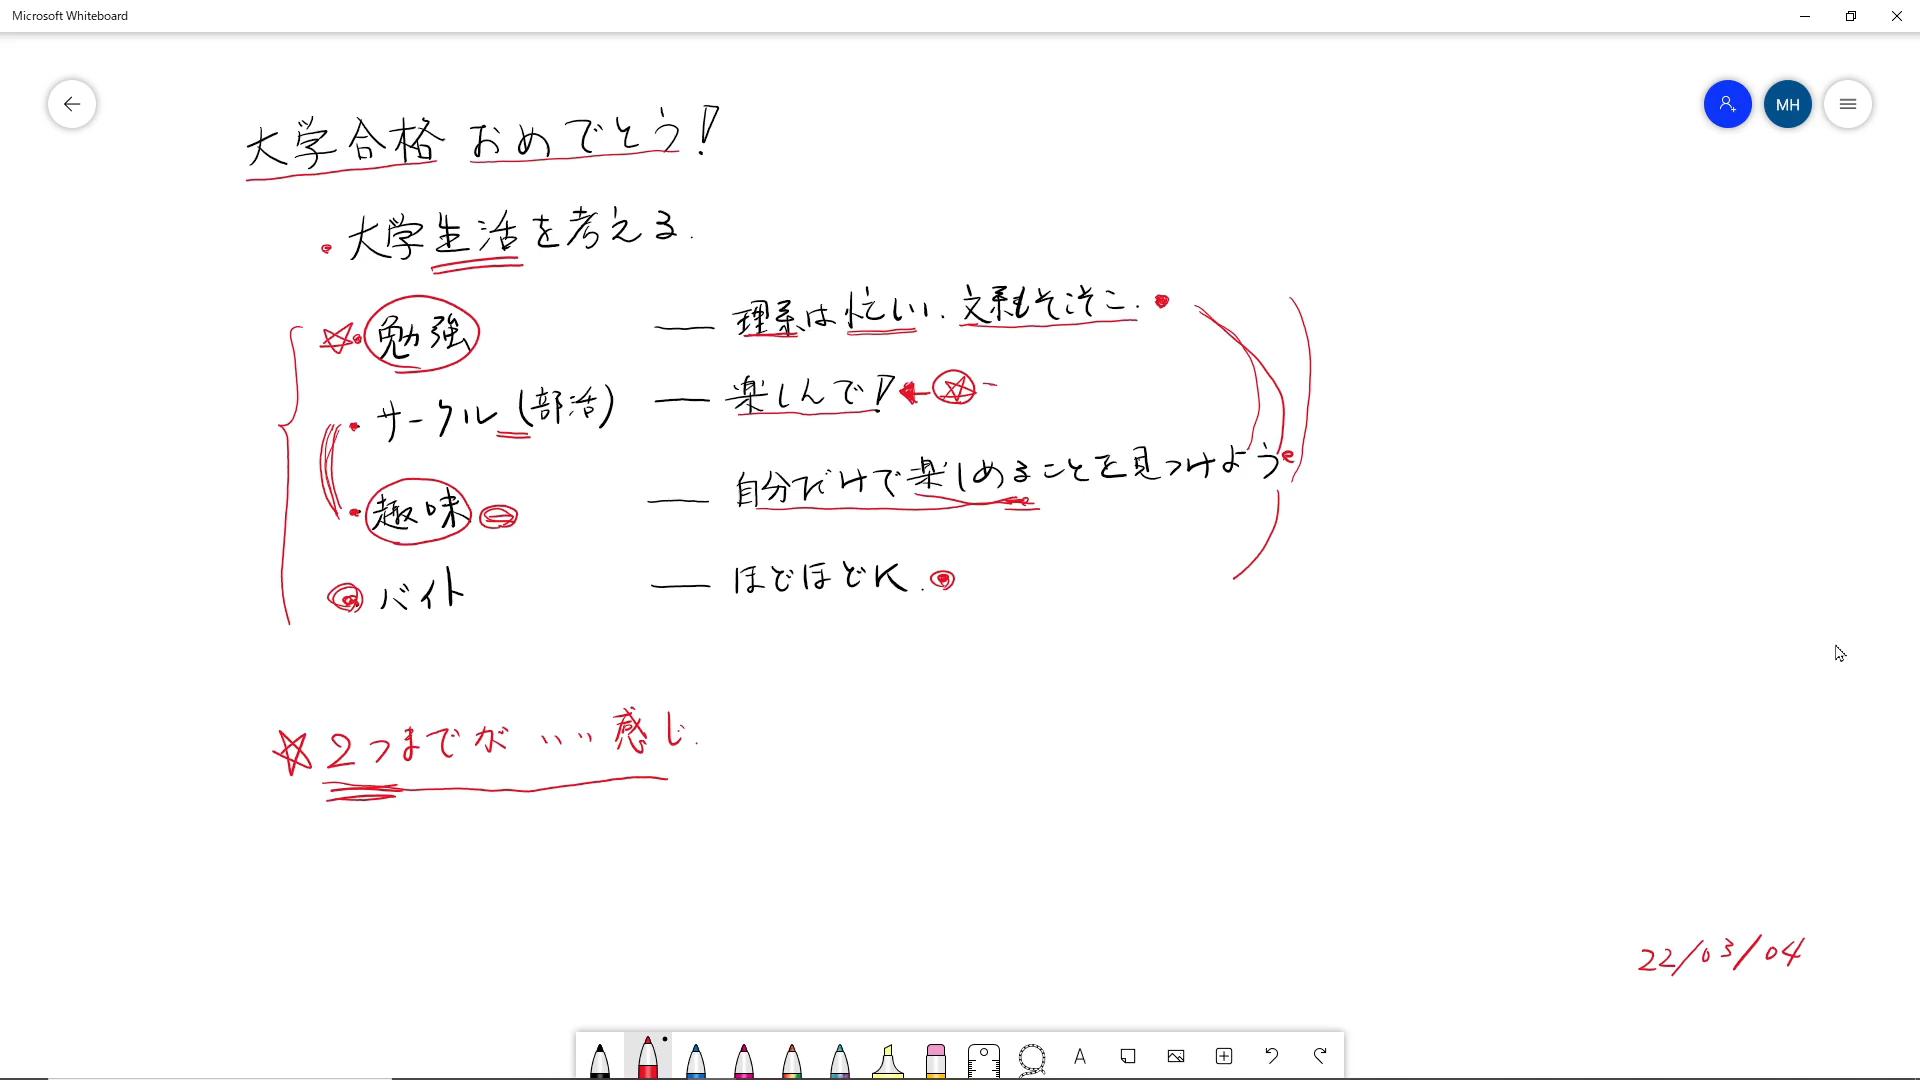 Microsoft Whiteboard
MH
大学合格 おめでとう!
・大学生活を考える.
☆・勉強 — 理系は忙しい. 文系もそこそこ.
・サークル (部活) — 楽しんで! ☆
・趣味 — 自分だけで楽しめることを見つけよう
バイト — ほどほどに.
☆ 2つまでが いい感じ.
22/03/04
A